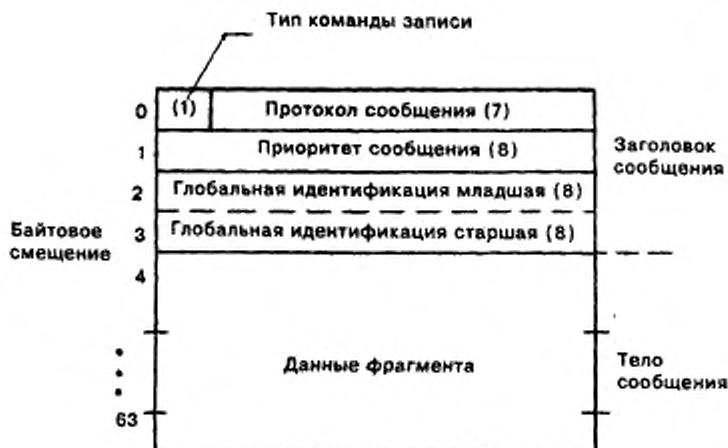 Тип команды записи
0 (1) Протокол сообщения (7)
1 Приоритет сообщения (8)
Заголовок
сообщения
2 Глобальная идентификация младшая (8)
3 Глобальная идентификация старшая (8)
Байтовое
смещение
4
Данные фрагмента
Тело
сообщения
63